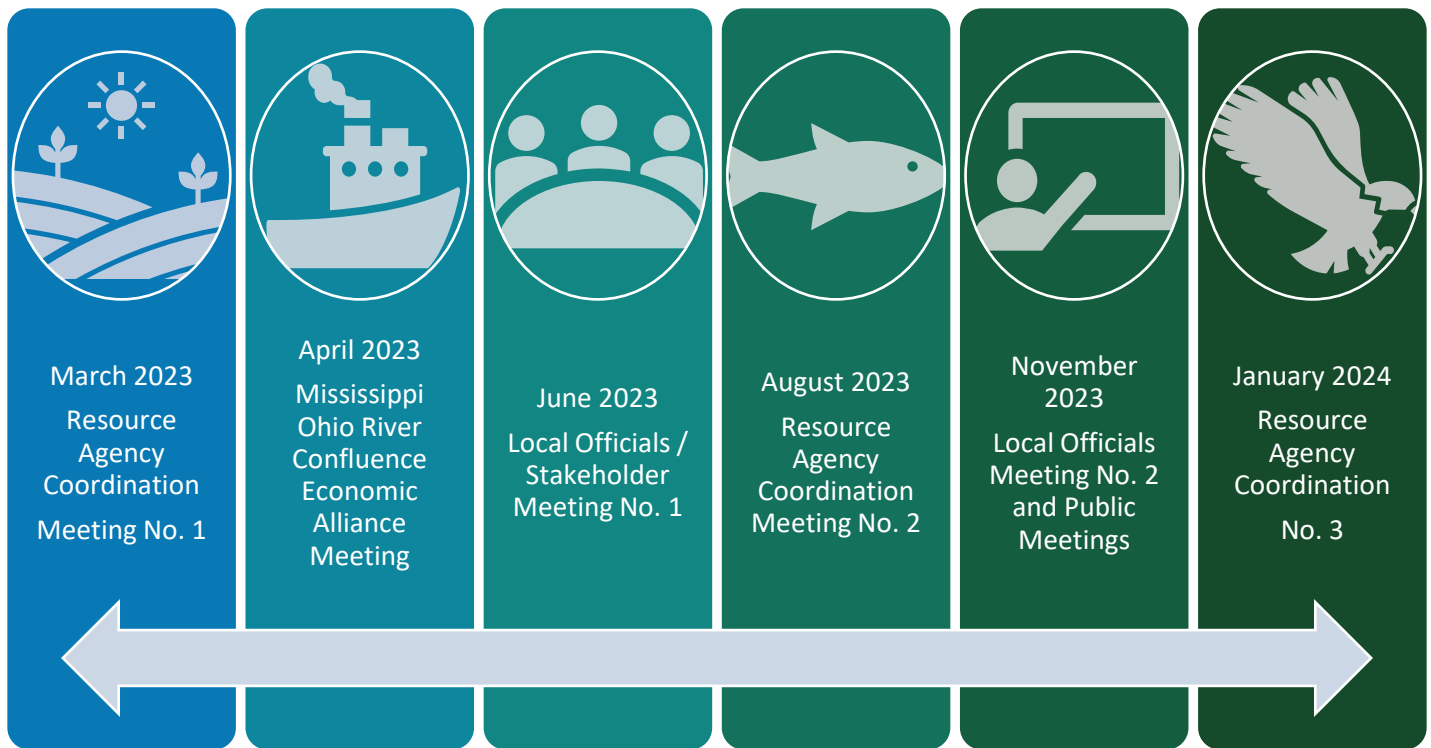 March 2023
Resource
Agency
Coordination
Meeting No. 1
April 2023
Mississippi
Ohio River
Confluence
Economic
Alliance
Meeting
June 2023
Local Officials /
Stakeholder
Meeting No. 1
August 2023
Resource
Agency
Coordination
Meeting No. 2
November
2023
Local Officials
Meeting No. 2
and Public
Meetings
January 2024
Resource
Agency
Coordination
No. 3